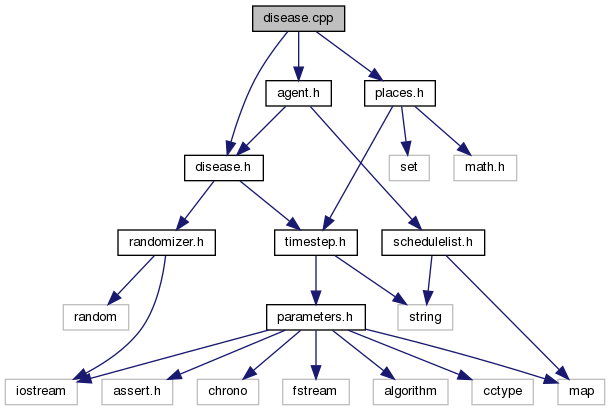 disease.cpp
agent.h
places.h
disease.h
set
math.h
randomizer.h
timestep.h
schedulelist.h
random
parameters.h
string
iostream
assert.h
chrono
fstream
algorithm
cctype
map